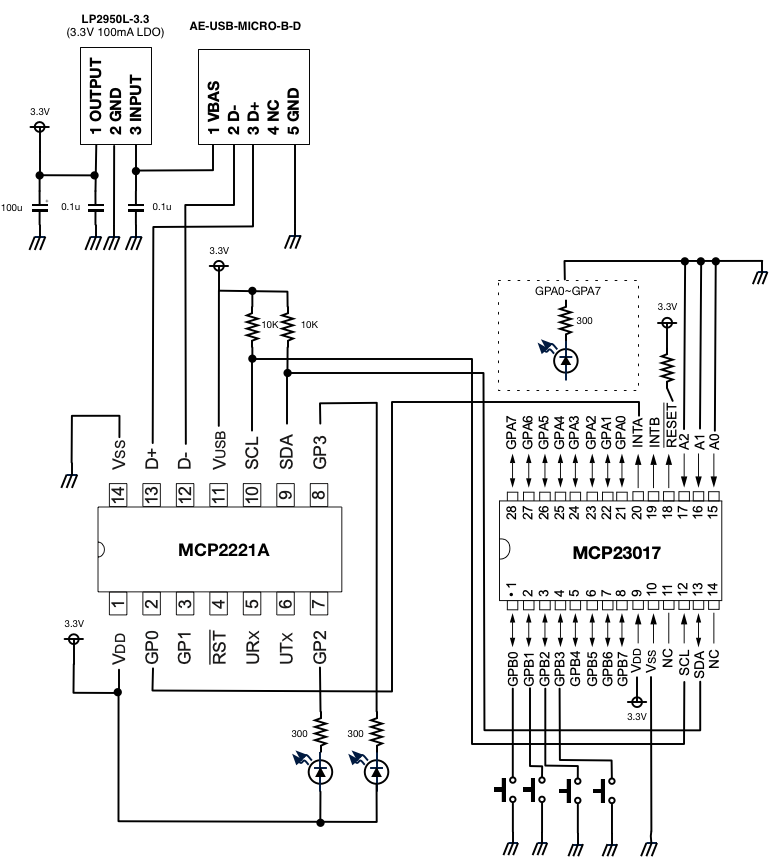 LP2950L-3.3
(3.3V 100mA LDO)
AE-USB-MICRO-B-D
1 OUTPUT
2 GND
3 INPUT
1 VBAS
2 D-
3 D+
4 NC
5 GND
3.3V
100u
0.1u
0.1u
3.3V
10K
10K
GPA0~GPA7
300
3.3V
VSS
D+
D-
VUSB
SCL
SDA
GP3
14
13
12
11
10
9
8
MCP2221A
1
2
3
4
5
6
7
VDD
GP0
GP1
RST
URx
UTx
GP2
3.3V
300
300
GPA7
GPA6
GPA5
GPA4
GPA3
GPA2
GPA1
GPA0
INTA
INTB
RESET
A2
A1
A0
28
27
26
25
24
23
22
21
20
19
18
17
16
15
MCP23017
1
2
3
4
5
6
7
8
9
10
11
12
13
14
GPB0
GPB1
GPB2
GPB3
GPB4
GPB5
GPB6
GPB7
VDD
VSS
NC
SCL
SDA
NC
3.3V